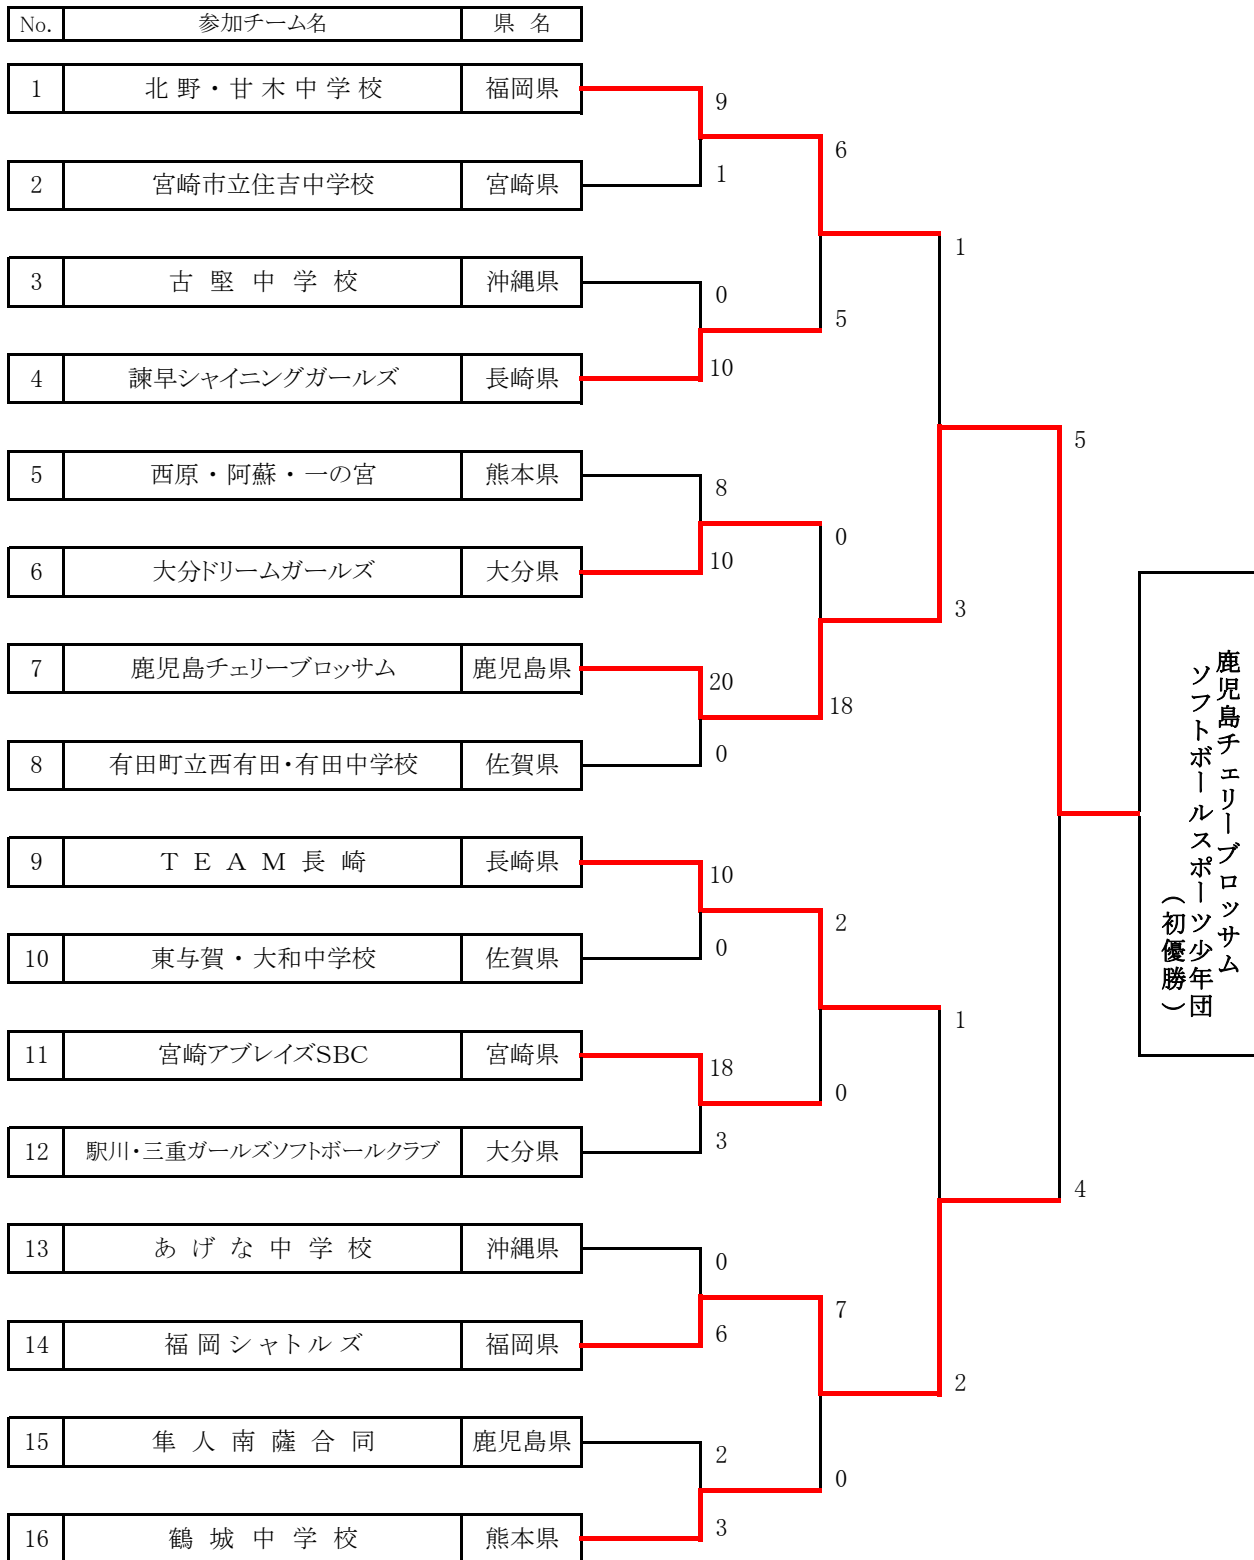 No. 参加チーム名 県 名
1 北 野・甘 木 中 学 校 福岡県
9
6
1
2 宮崎市立住吉中学校 宮崎県
1
3 古 堅 中 学 校 沖縄県
0
5
10
4 諫早シャイニングガールズ 長崎県
5
5 西原・阿蘇・一の宮 熊本県
8
0
10
6 大分ドリームガールズ 大分県
3
7 鹿児島チェリーブロッサム 鹿児島県
20
18
0
8 有田町立西有田・有田中学校 佐賀県
9 T E A M 長 崎 長崎県
10
2
0
10 東与賀・大和中学校 佐賀県
1
11 宮崎アブレイズSBC 宮崎県
18
0
3
12 駅川・三重ガールズソフトボールクラブ 大分県
4
13 あ げ な 中 学 校 沖縄県
0
7
6
14 福 岡 シ ャ ト ル ズ 福岡県
2
15 隼 人 南 薩 合 同 鹿児島県
2
0
3
16 鶴 城 中 学 校 熊本県
鹿児島チェリーブロッサム
ソフトボールスポーツ少年団
（初優勝）